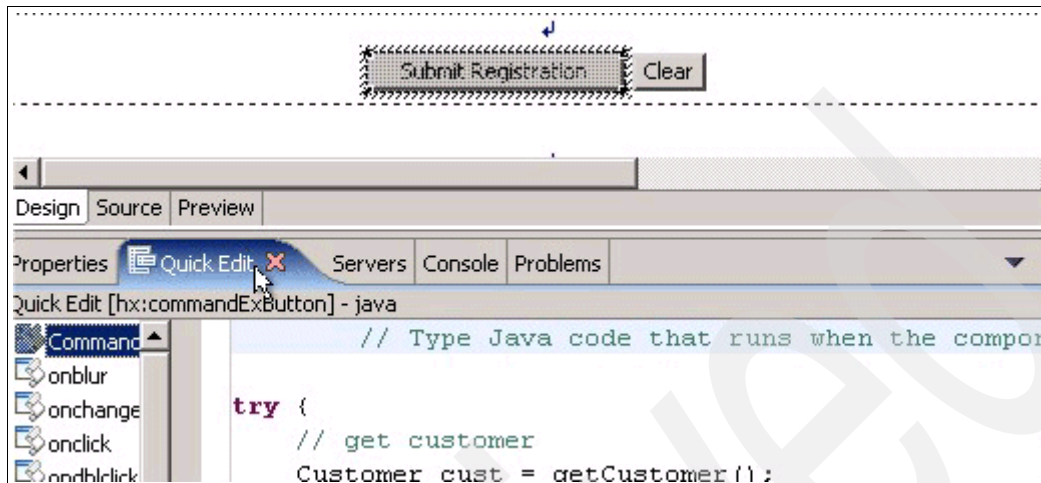 Submit Registration Clear
Design Source Preview
Properties Quick Edit Servers Console Problems
Quick Edit [hx:commandExButton] - java
Command
// Type Java code that runs when the compor
onblur
onchange
try {
onclick
// get customer
ondblclick
Customer cust = getCustomer();